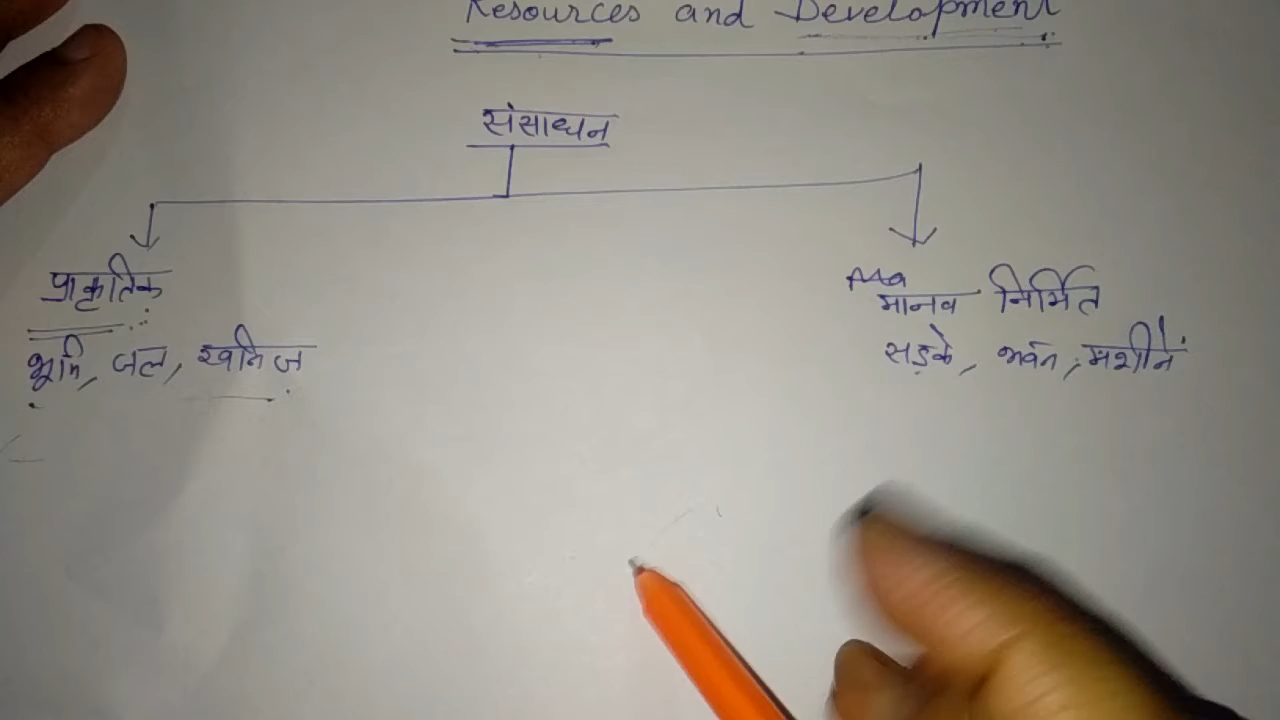 Resources and Development
संसाधन
प्राकृतिक
भूमि, जल, खनिज
मानव निर्मित
सड़के, भवन, मशीनें